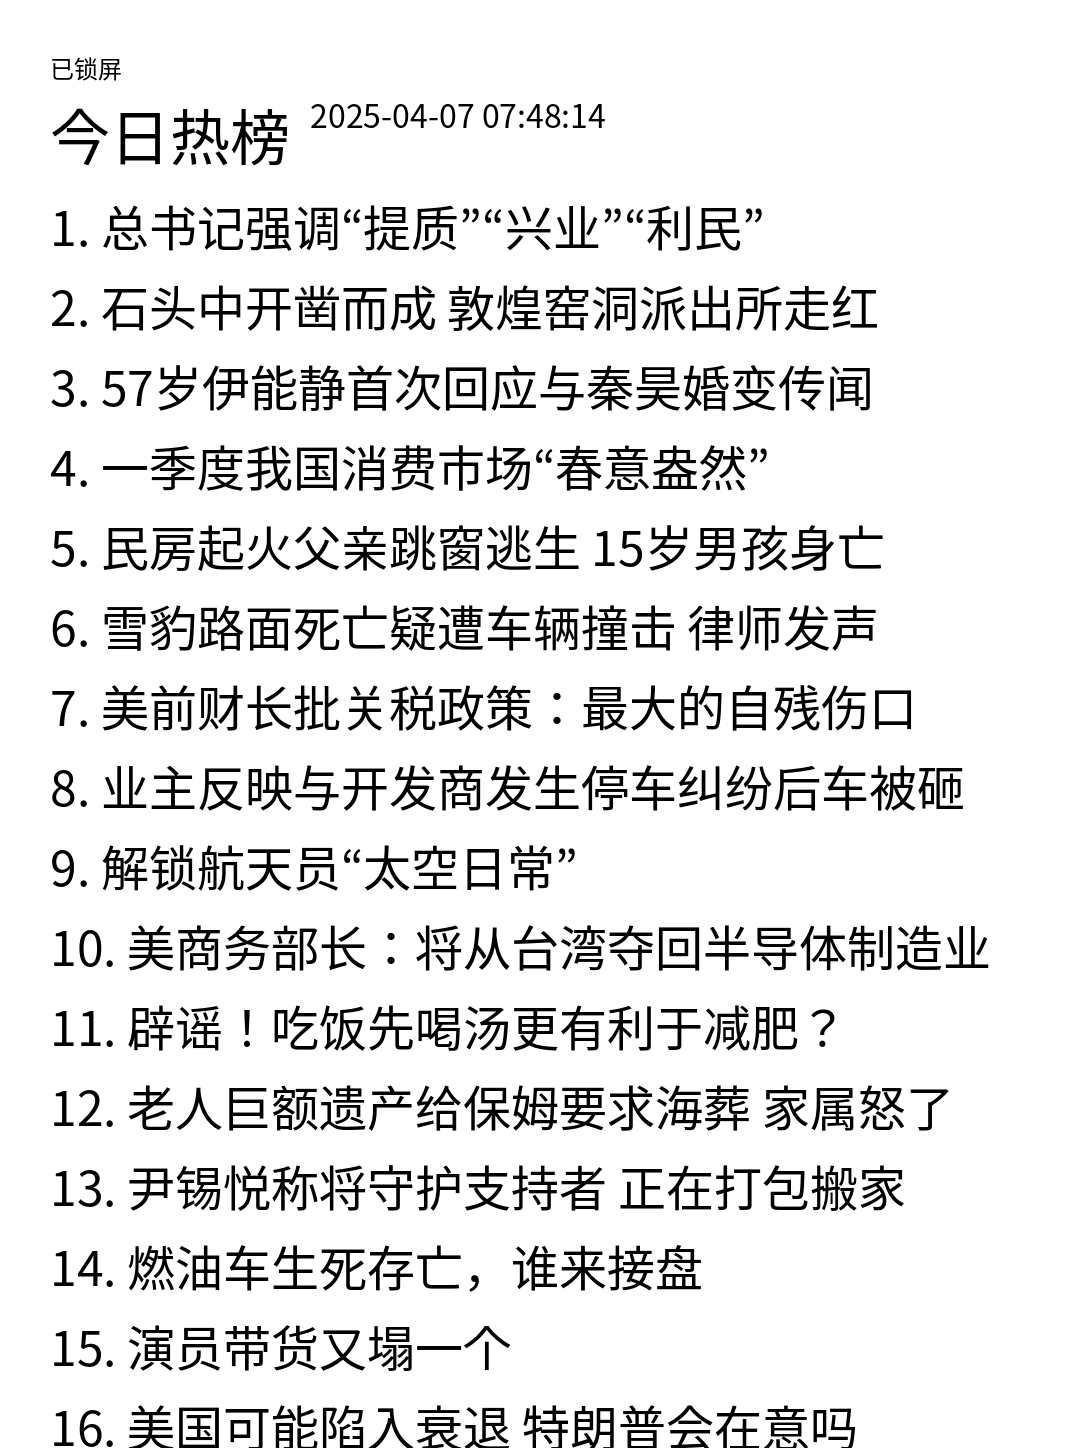 已锁屏
今日热榜 2025-04-07 07:48:14
1. 总书记强调“提质”“兴业”“利民”
2. 石头中开凿而成 敦煌窑洞派出所走红
3. 57岁伊能静首次回应与秦昊婚变传闻
4. 一季度我国消费市场“春意盎然”
5. 民房起火父亲跳窗逃生 15岁男孩身亡
6. 雪豹路面死亡疑遭车辆撞击 律师发声
7. 美前财长批关税政策：最大的自残伤口
8. 业主反映与开发商发生停车纠纷后车被砸
9. 解锁航天员“太空日常”
10. 美商务部长：将从台湾夺回半导体制造业
11. 辟谣！吃饭先喝汤更有利于减肥？
12. 老人巨额遗产给保姆要求海葬 家属怒了
13. 尹锡悦称将守护支持者 正在打包搬家
14. 燃油车生死存亡，谁来接盘
15. 演员带货又塌一个
16. 美国可能陷入衰退 特朗普会在意吗